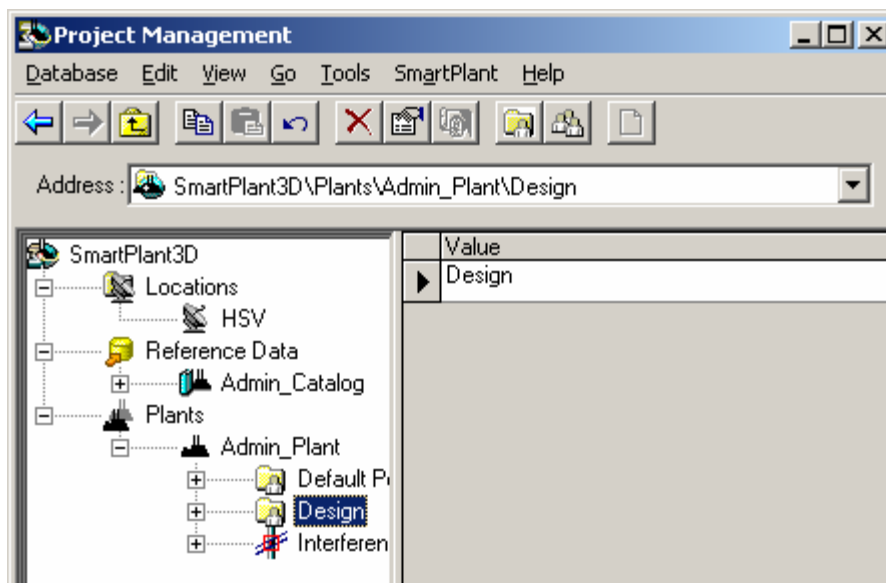 Project Management
Database Edit View Go Tools SmartPlant Help
Address : SmartPlant3D\Plants\Admin_Plant\Design
SmartPlant3D
Locations
HSV
Reference Data
Admin_Catalog
Plants
Admin_Plant
Default
Design
Value
Design